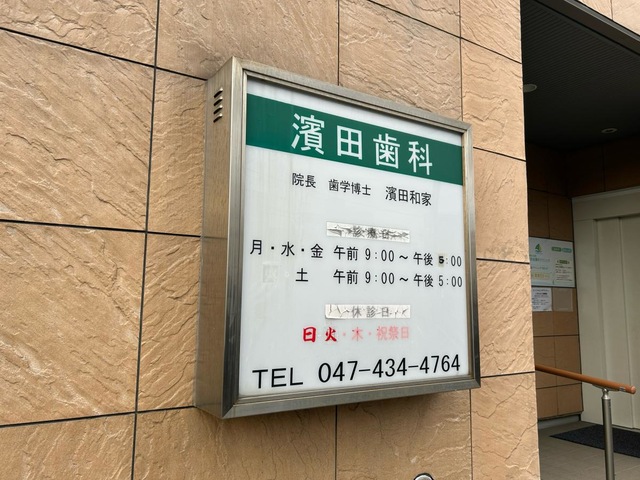 濱田歯科
院長 歯学博士 濱田和家
診療日
月・水・金 午前 9:00～午後 5:00
土 午前 9:00～午後 5:00
休診日
日火・木・祝祭日
TEL 047-434-4764